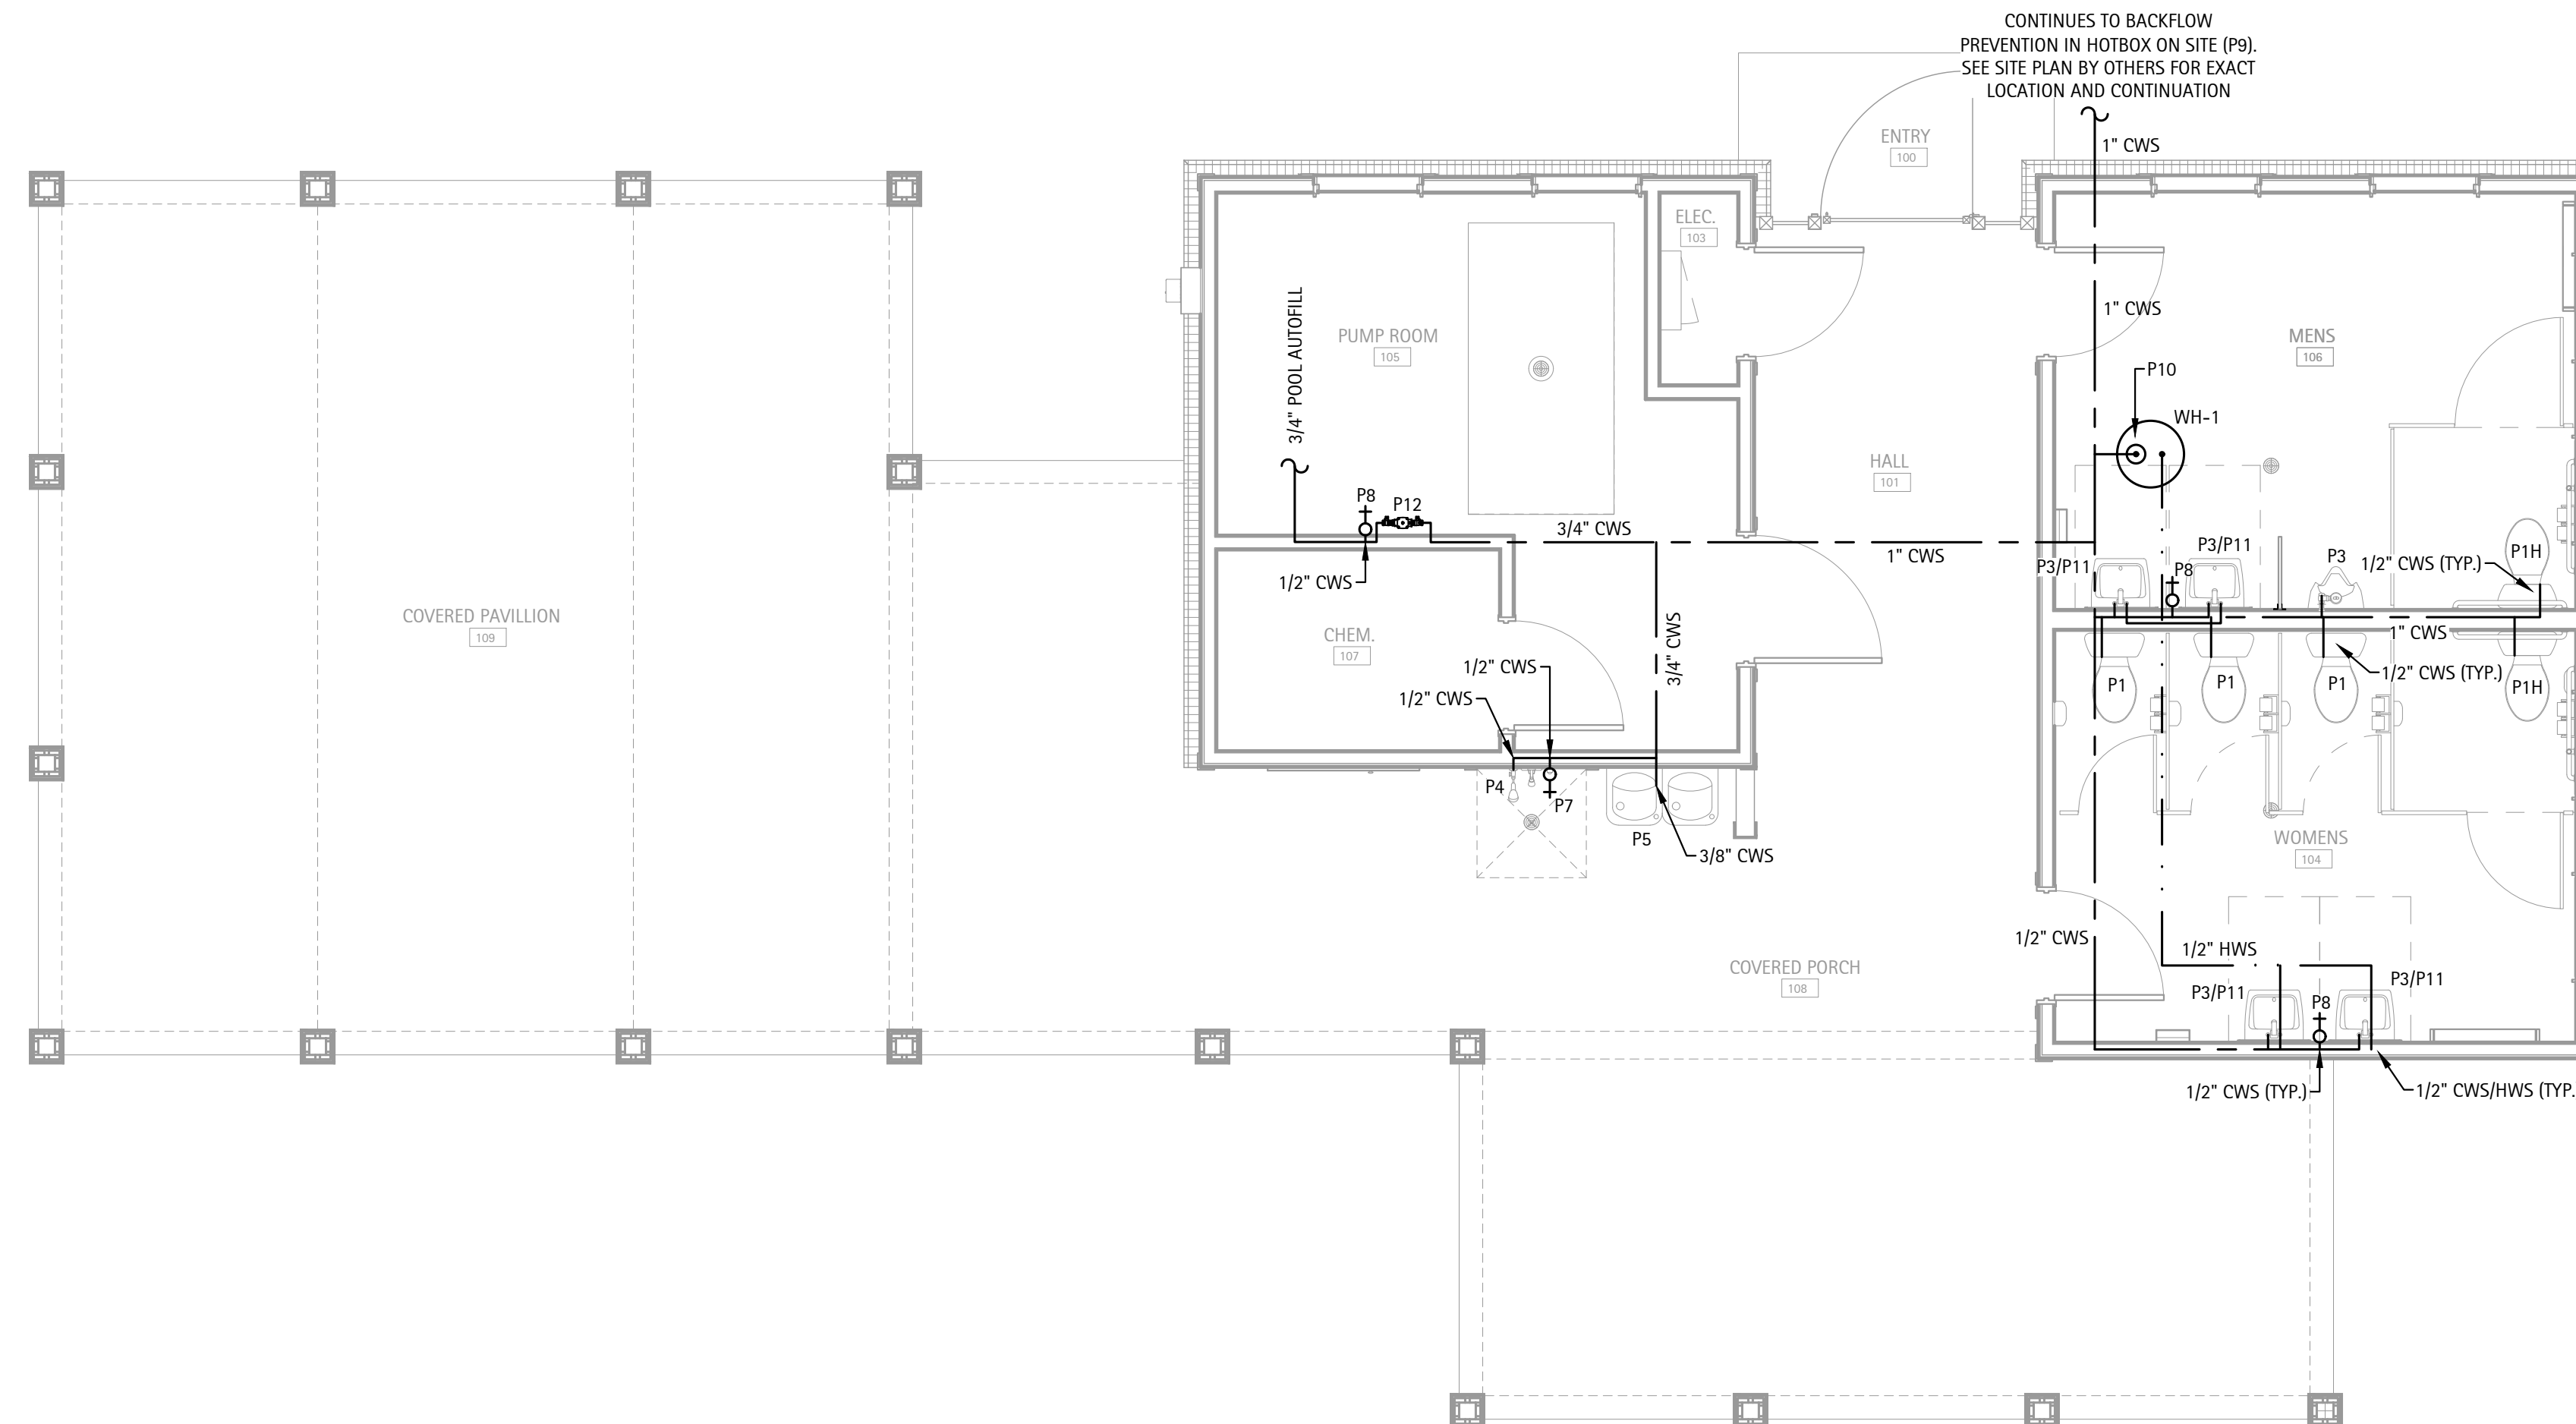 CONTINUES TO BACKFLOW
PREVENTION IN HOTBOX ON SITE (P9).
SEE SITE PLAN BY OTHERS FOR EXACT
LOCATION AND CONTINUATION
1" CWS
ENTRY
100
ELEC.
103
1" CWS
3/4" POOL AUTOFILL
PUMP ROOM
105
MENS
106
P10
WH-1
HALL
101
P8
P12
3/4" CWS
1" CWS
1/2" CWS
P3/P11
P8
P3/P11
P3
1/2" CWS (TYP.)
P1H
COVERED PAVILLION
109
CHEM.
107
3/4" CWS
1" CWS
1/2" CWS
1/2" CWS
1/2" CWS (TYP.)
P1
P1
P1
P1H
P4
P7
P5
3/8" CWS
WOMENS
104
1/2" CWS
1/2" HWS
COVERED PORCH
108
P3/P11
P8
P3/P11
1/2" CWS (TYP.)
1/2" CWS/HWS (TYP.